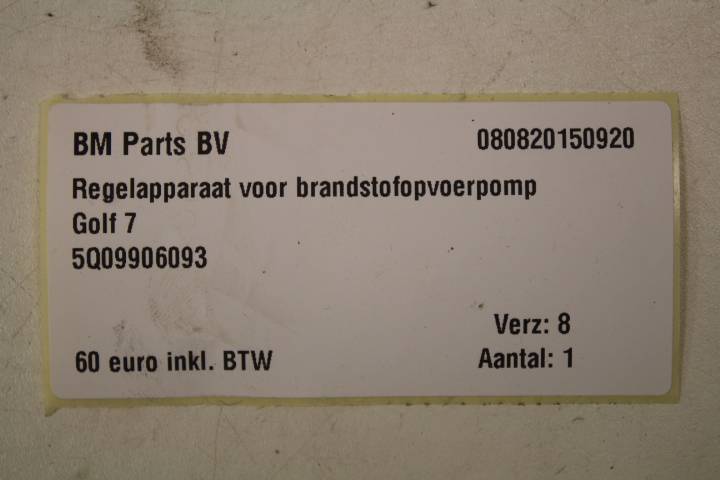 BM Parts BV 080820150920
Regelapparaat voor brandstofopvoerpomp
Golf 7
5Q09906093
Verz: 8
60 euro inkl. BTW Aantal: 1